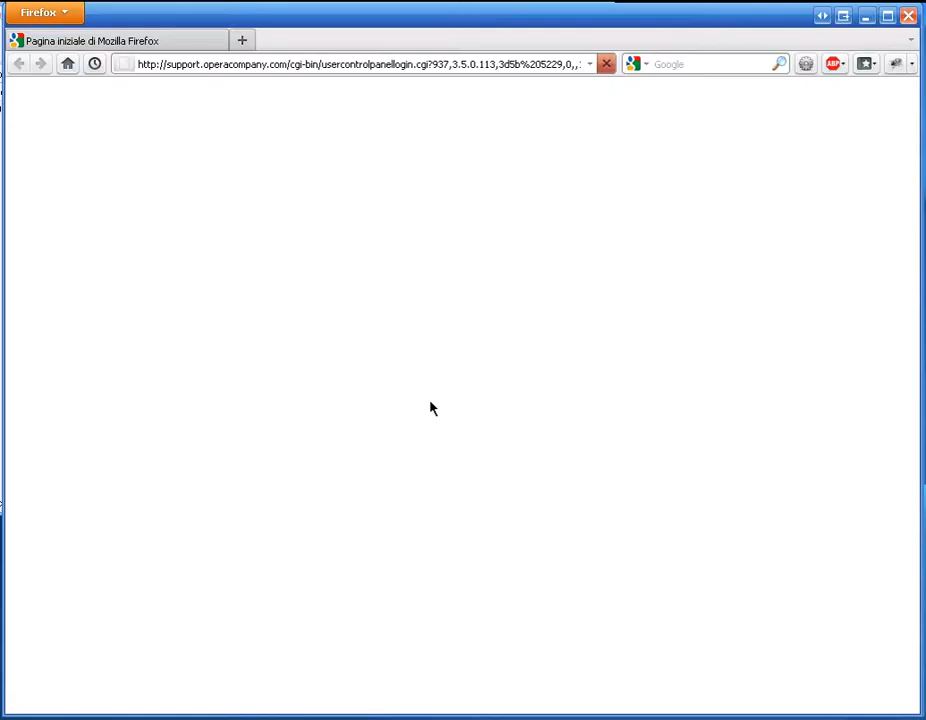 Firefox
Pagina iniziale di Mozilla Firefox
http://support.operacompany.com/cgi-bin/usercontrolpanellogin.cgi?937,3.5.0.113,3d5b%205229,0,,:
Google
ABP